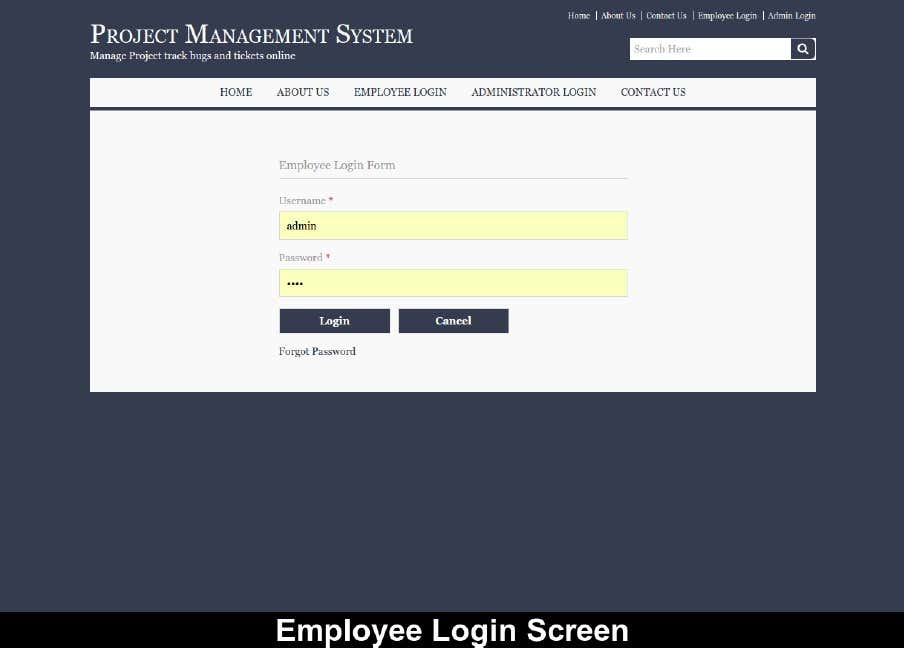 Home | About Us | Contact Us | Employee Login | Admin Login
Project Management System
Manage Project track bugs and tickets online
Search Here
HOME ABOUT US EMPLOYEE LOGIN ADMINISTRATOR LOGIN CONTACT US
Employee Login Form
Username *
admin
Password *
••••
Login Cancel
Forgot Password
Employee Login Screen